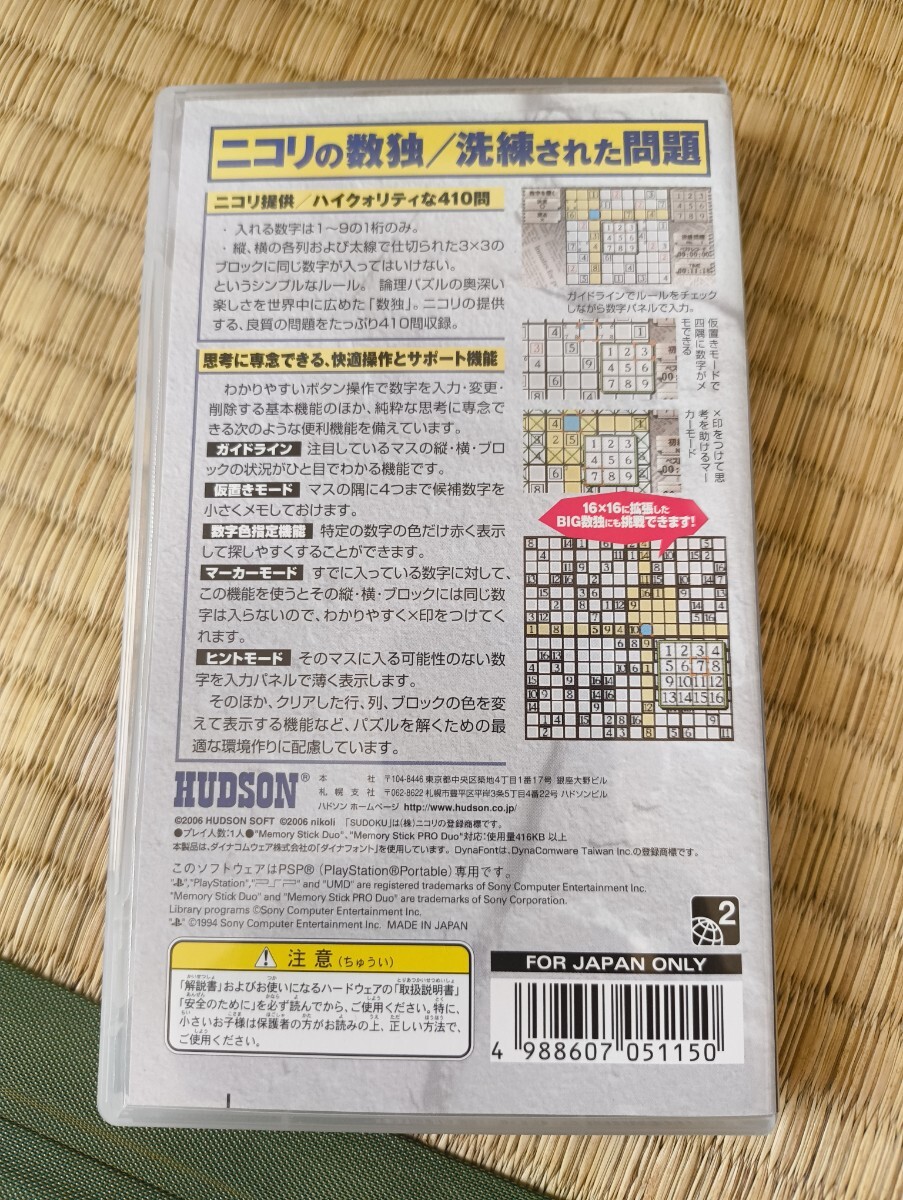 ニコリの数独/洗練された問題
ニコリ提供/ハイクォリティな410問
・入れる数字は1〜9の1桁のみ。
・縦、横の各列および太線で仕切られた3×3の
ブロックに同じ数字が入ってはいけない。
というシンプルなルール。論理パズルの奥深い
楽しさを世界中に広めた「数独」。ニコリの提供
する、良質の問題をたっぷり410問収録。
思考に専念できる、快適操作とサポート機能
わかりやすいボタン操作で数字を入力・変更・
削除する基本機能のほか、純粋な思考に専念で
きる次のような便利機能を備えています。
ガイドライン 注目しているマスの縦・横・ブロ
ックの状況がひと目でわかる機能です。
仮置きモード マスの隅に4つまで候補数字を
小さくメモしておけます。
数字色指定機能 特定の数字の色だけ赤く表示
して探しやすくすることができます。
マーカーモード すでに入っている数字に対して、
この機能を使うとその縦・横・ブロックには同じ数
字は入らないので、わかりやすく×印をつけてく
れます。
ヒントモード そのマスに入る可能性のない数
字を入力パネルで薄く表示します。
そのほか、クリアした行、列、ブロックの色を変
えて表示する機能など、パズルを解くための最
適な環境作りに配慮しています。
ガイドラインでルールをチェック
しながら数字パネルで入力。
仮置きモードで
四隅に数字がメ
モできる
×印をつけて思
考を助けるマー
カーモード
16×16に拡張した
BIG数独にも挑戦できます!
1 2 3 4
5 6 7 8
9 10 11 12
13 14 15 16
HUDSON®
本 社 〒104-8446 東京都中央区築地4丁目1番17号 銀座大野ビル
札幌支社 〒062-8622 札幌市豊平区平岸3条5丁目4番22号 ハドソンビル
ハドソン ホームページ http://www.hudson.co.jp/
©2006 HUDSON SOFT ©2006 nikoli 「SUDOKU」は(株)ニコリの登録商標です。
●プレイ人数:1人●"Memory Stick Duo"、"Memory Stick PRO Duo"対応:使用量416KB 以上
本製品は、ダイナコムウェア株式会社の「ダイナフォント」を使用しています。DynaFontは、DynaComware Taiwan Inc.の登録商標です。
このソフトウェアはPSP®(PlayStation®Portable)専用です。
"PlayStation", "PSP" and "UMD" are registered trademarks of Sony Computer Entertainment Inc.
"Memory Stick Duo" and "Memory Stick PRO Duo" are trademarks of Sony Corporation.
Library programs ©Sony Computer Entertainment Inc.
©1994 Sony Computer Entertainment Inc. MADE IN JAPAN
2
注意(ちゅうい)
「解説書」およびお使いになるハードウェアの「取扱説明書」
「安全のために」を必ず読んでから、ご使用ください。特に、
小さいお子様は保護者の方がお読みの上、正しい方法で、
ご使用ください。
FOR JAPAN ONLY
4 988607 051150